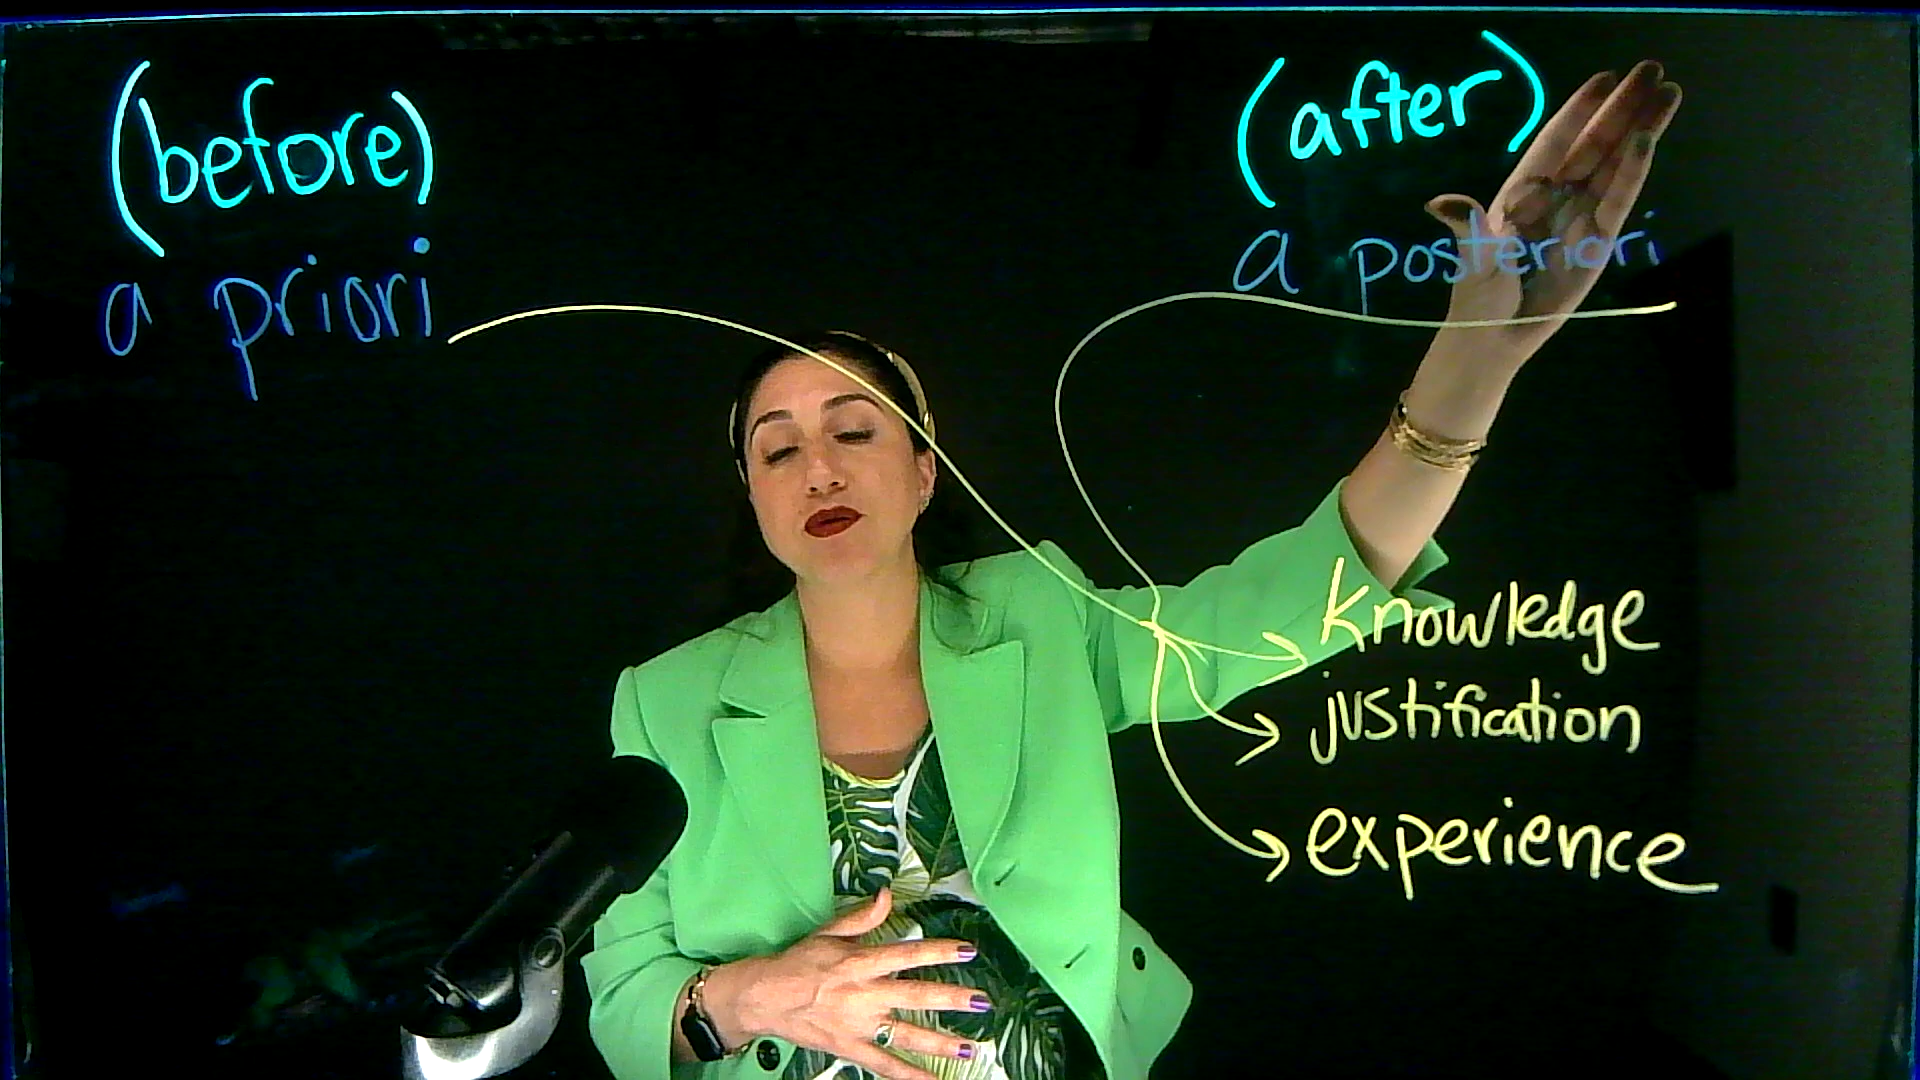 (before)
a priori
(after)
a posteriori
knowledge
justification
experience